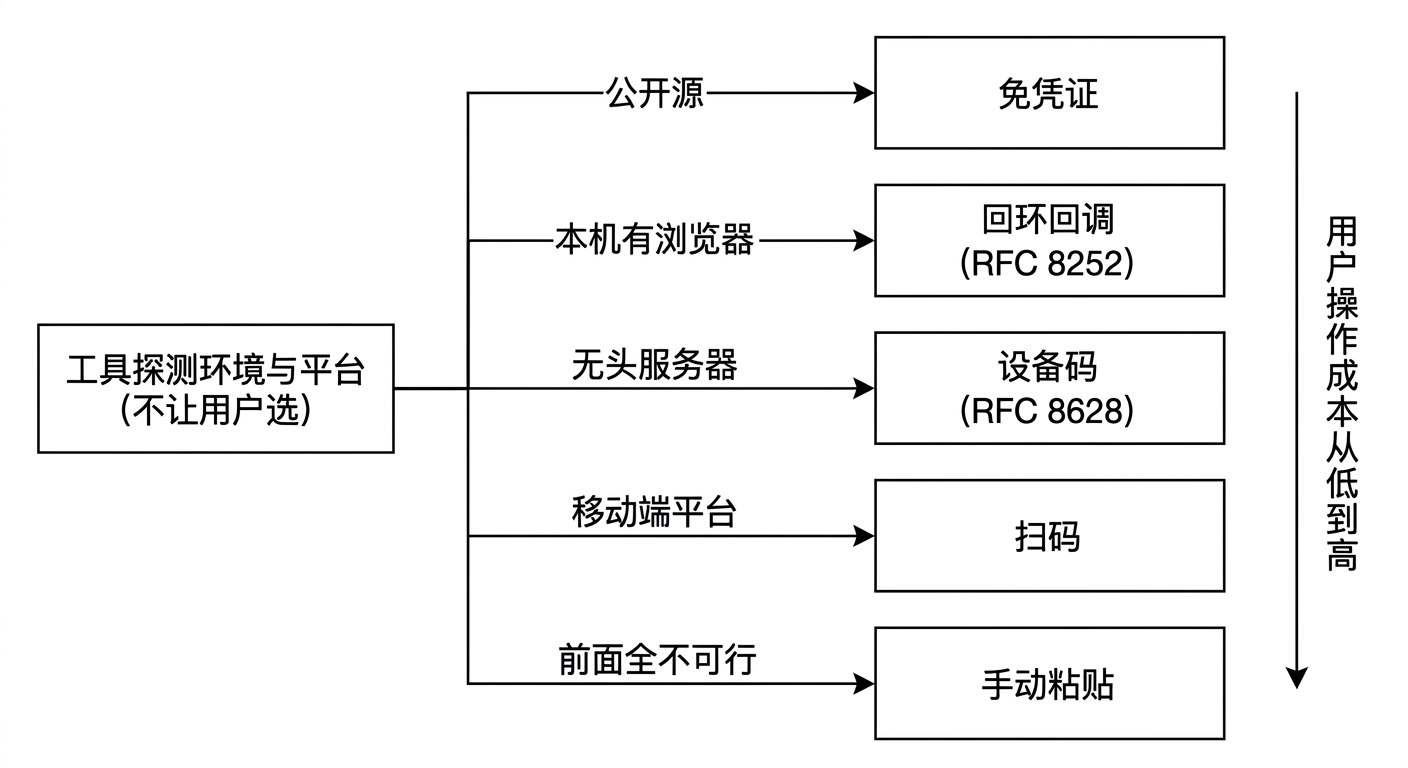 公开源
免凭证
本机有浏览器
回环回调
(RFC 8252)
工具探测环境与平台
(不让用户选)
无头服务器
设备码
(RFC 8628)
移动端平台
扫码
前面全不可行
手动粘贴
用户操作成本从低到高